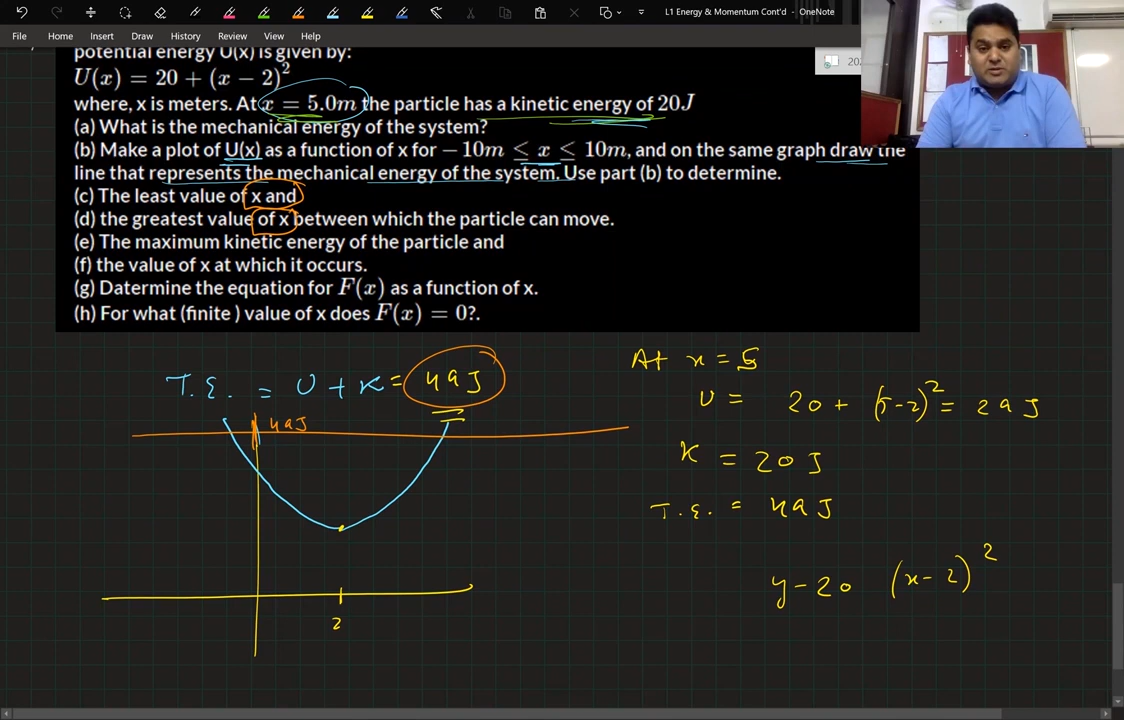 L1 Energy & Momentum Cont'd - OneNote
File Home Insert Draw History Review View Help
potential energy U(x) is given by:
U(x) = 20 + (x − 2)²
where, x is meters. At x = 5.0m the particle has a kinetic energy of 20J
(a) What is the mechanical energy of the system?
(b) Make a plot of U(x) as a function of x for −10m ≤ x ≤ 10m, and on the same graph draw the
line that represents the mechanical energy of the system. Use part (b) to determine.
(c) The least value of x and
(d) the greatest value of x between which the particle can move.
(e) The maximum kinetic energy of the particle and
(f) the value of x at which it occurs.
(g) Datermine the equation for F(x) as a function of x.
(h) For what (finite ) value of x does F(x) = 0?.
T.E. = U + K = 49J
49J
2
At x = 5
U = 20 + (5-2)² = 29J
K = 20J
T.E. = 49J
y-20 (x-2)²